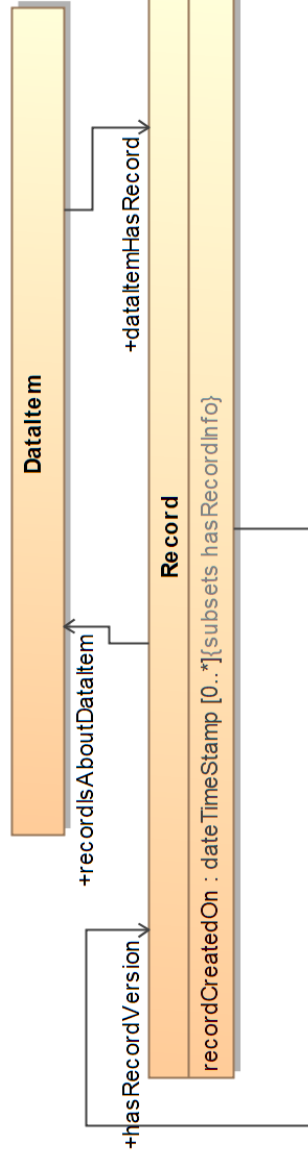 DataItem
+dataItemHasRecord
+recordIsAboutDataItem
+hasRecordVersion
Record
recordCreatedOn : dateTimeStamp [0..*]{subsets hasRecordInfo}